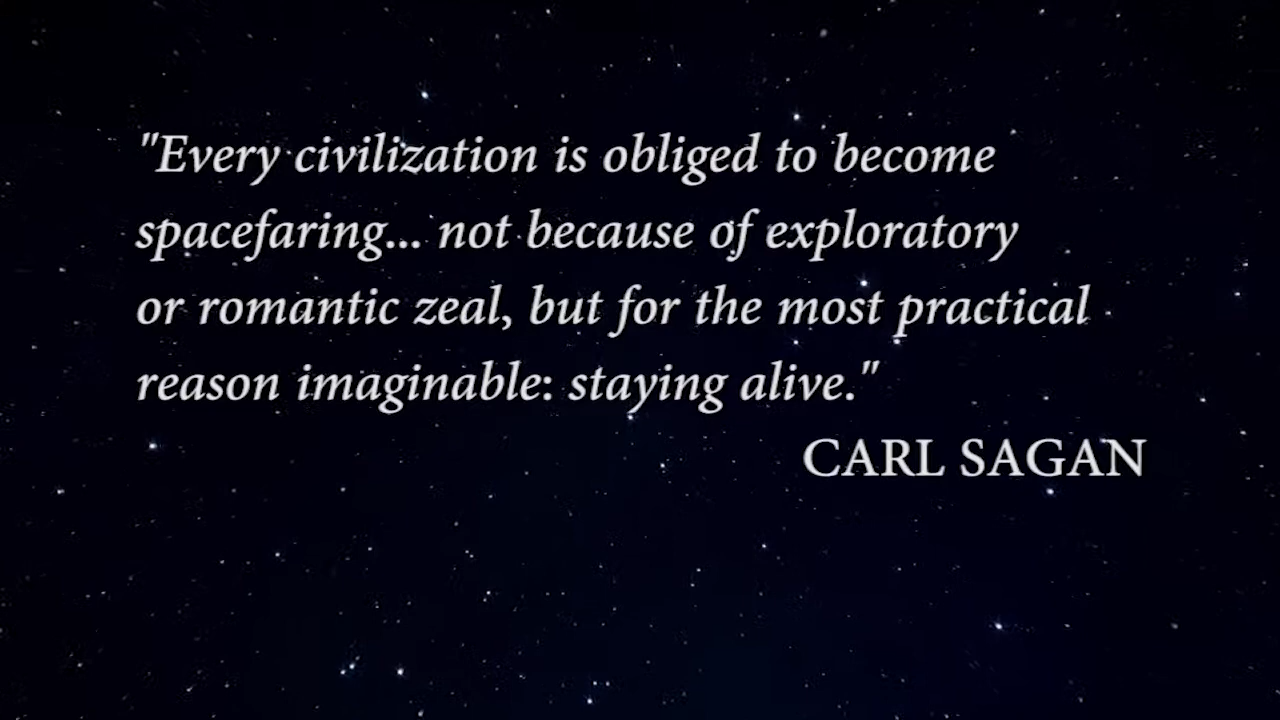 "Every civilization is obliged to become
spacefaring... not because of exploratory
or romantic zeal, but for the most practical
reason imaginable: staying alive."
CARL SAGAN